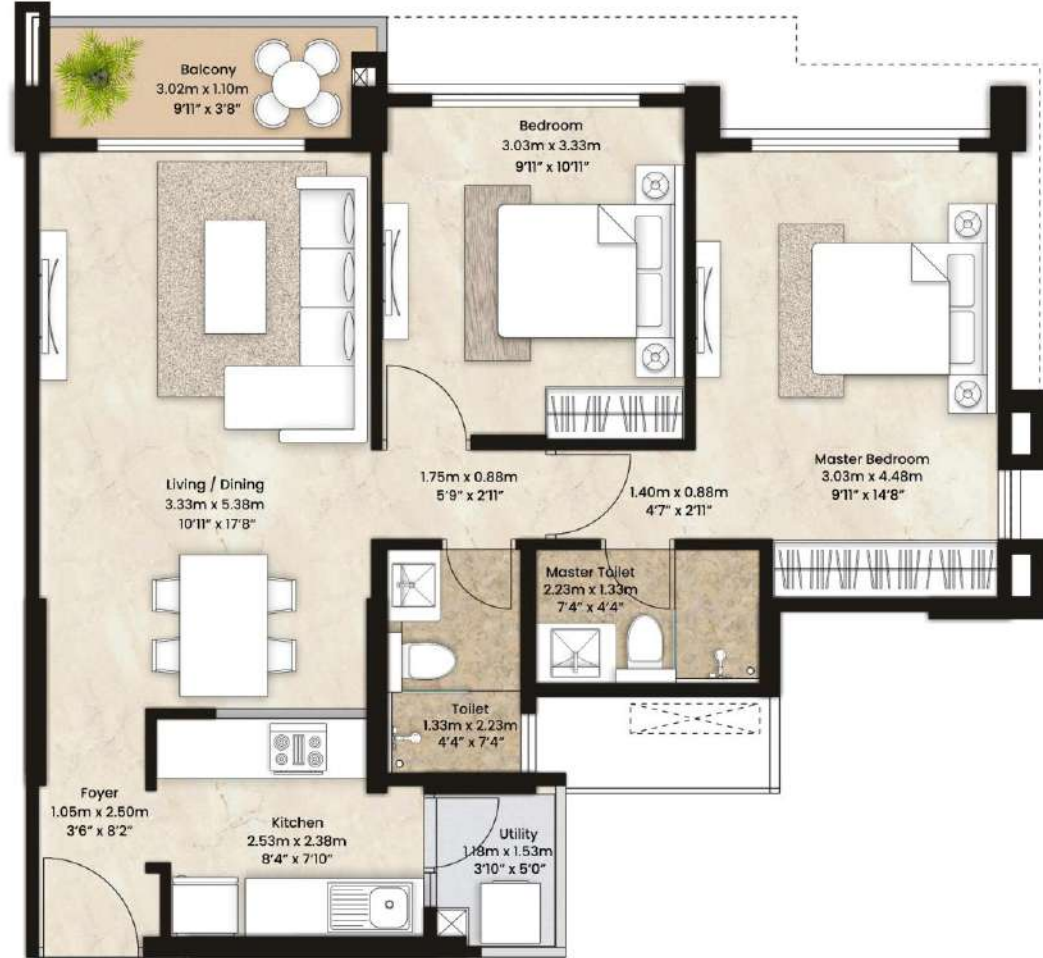 Balcony
3.02m x 1.10m
9'11" x 3'8"
Bedroom
3.03m x 3.33m
9'11" x 10'11"
Living / Dining
3.33m x 5.38m
10'11" x 17'8"
1.75m x 0.88m
5'9" x 2'11"
1.40m x 0.88m
4'7" x 2'11"
Master Bedroom
3.03m x 4.48m
9'11" x 14'8"
Master Toilet
2.23m x 1.33m
7'4" x 4'4"
Toilet
1.33m x 2.23m
4'4" x 7'4"
Foyer
1.05m x 2.50m
3'6" x 8'2"
Kitchen
2.53m x 2.38m
8'4" x 7'10"
Utility
1.18m x 1.53m
3'10" x 5'0"